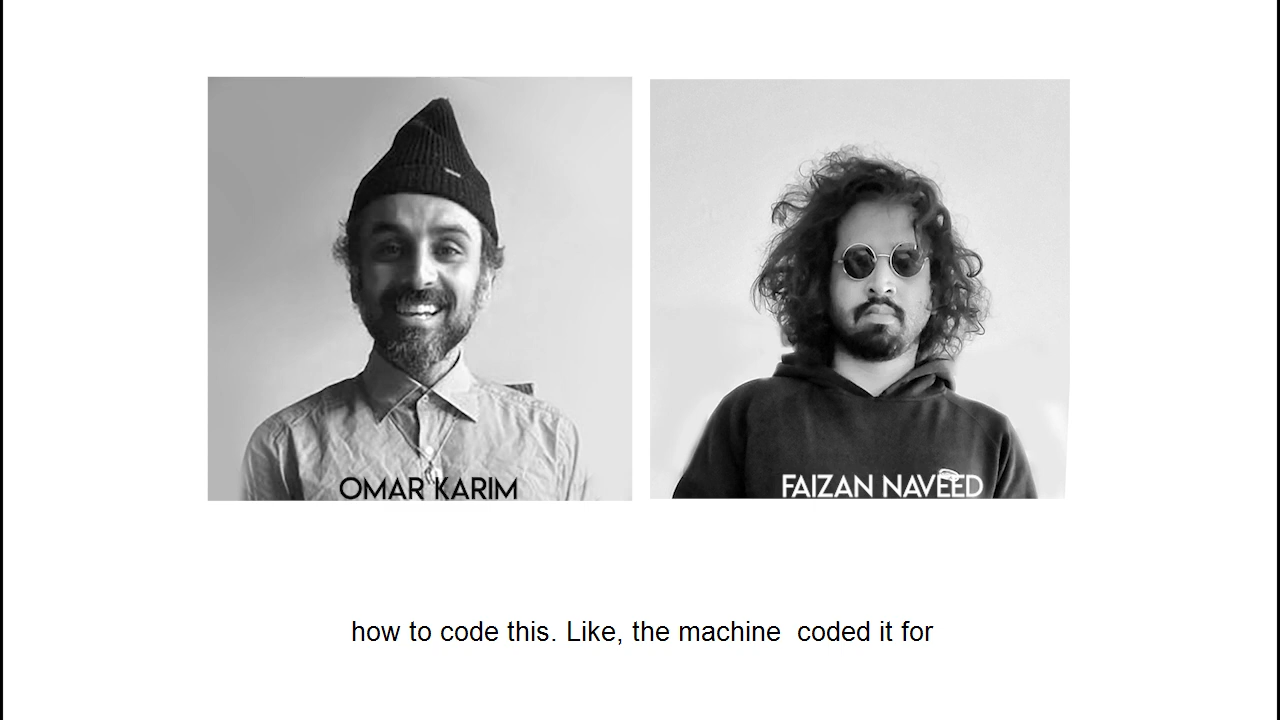 OMAR KARIM
FAIZAN NAVEED
how to code this. Like, the machine  coded it for